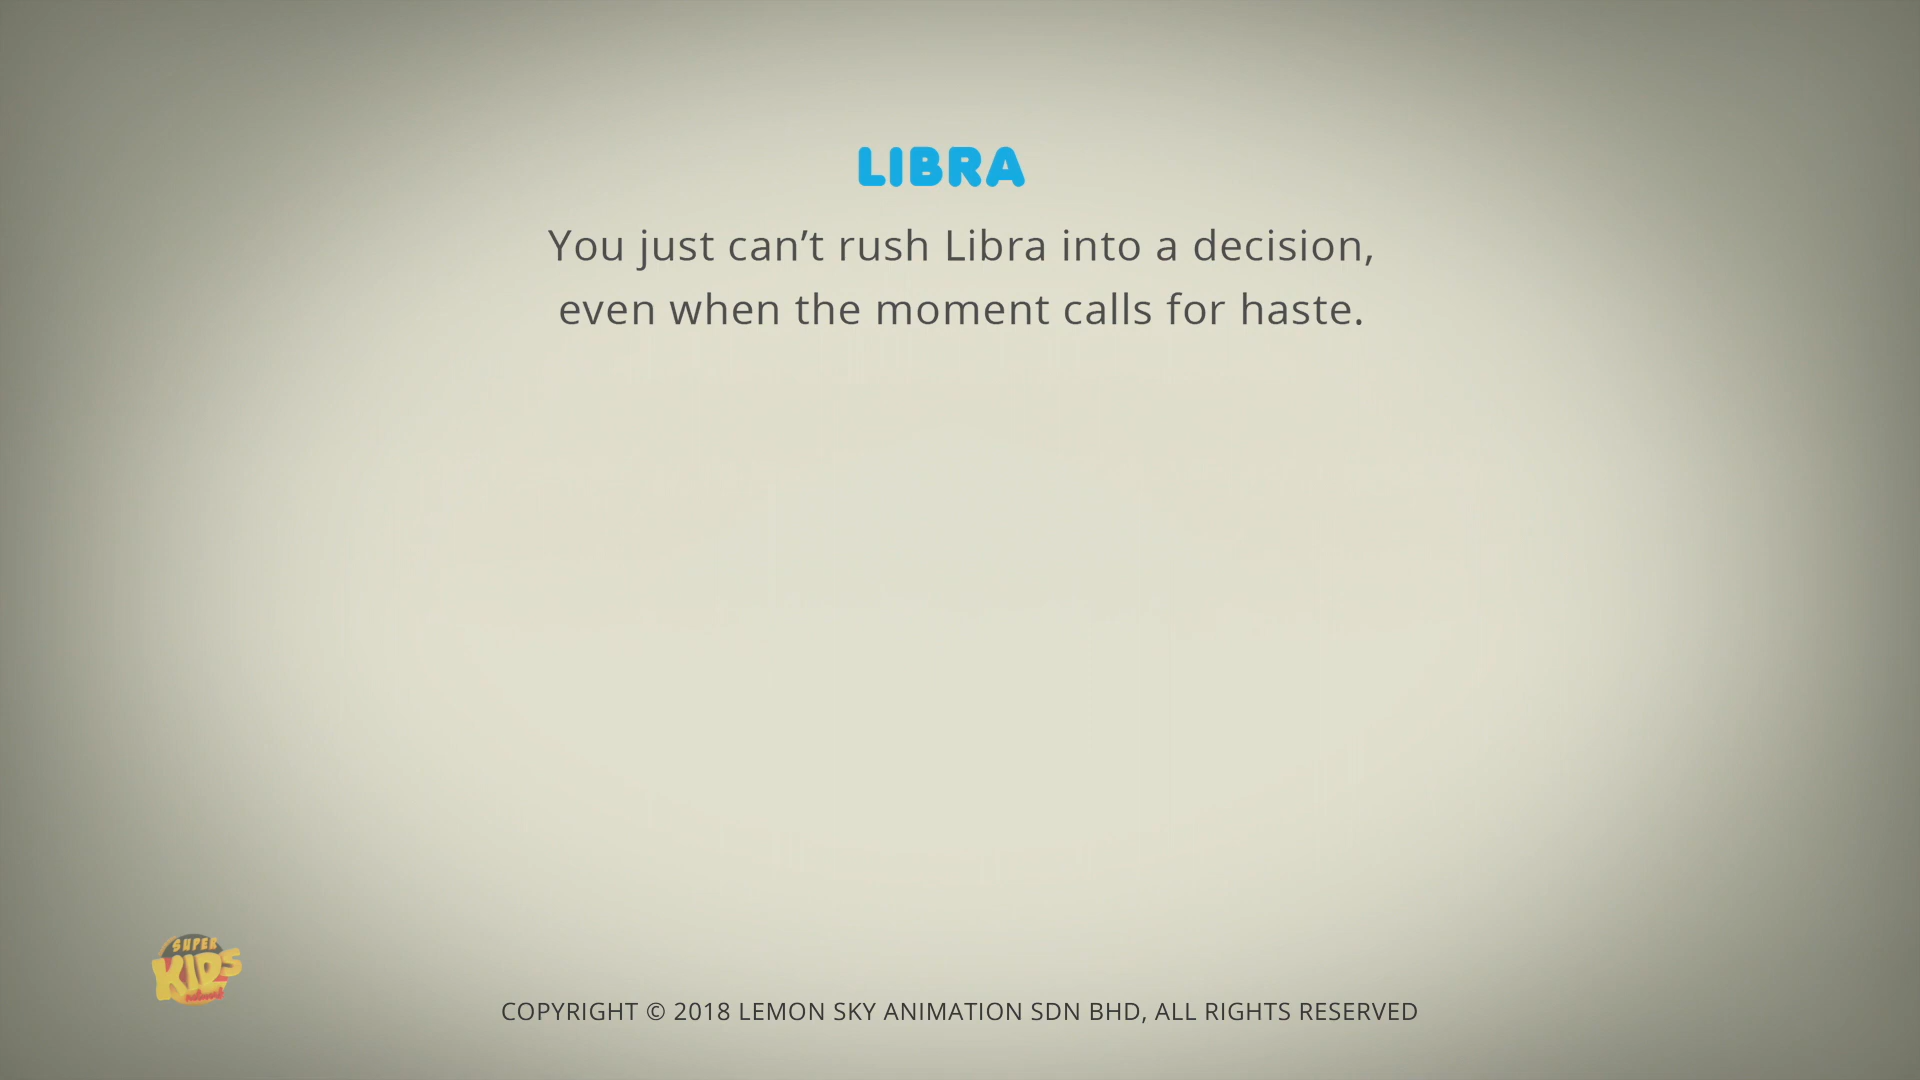 LIBRA
You just can’t rush Libra into a decision,
even when the moment calls for haste.
SUPER
KIDS
network
COPYRIGHT © 2018 LEMON SKY ANIMATION SDN BHD, ALL RIGHTS RESERVED